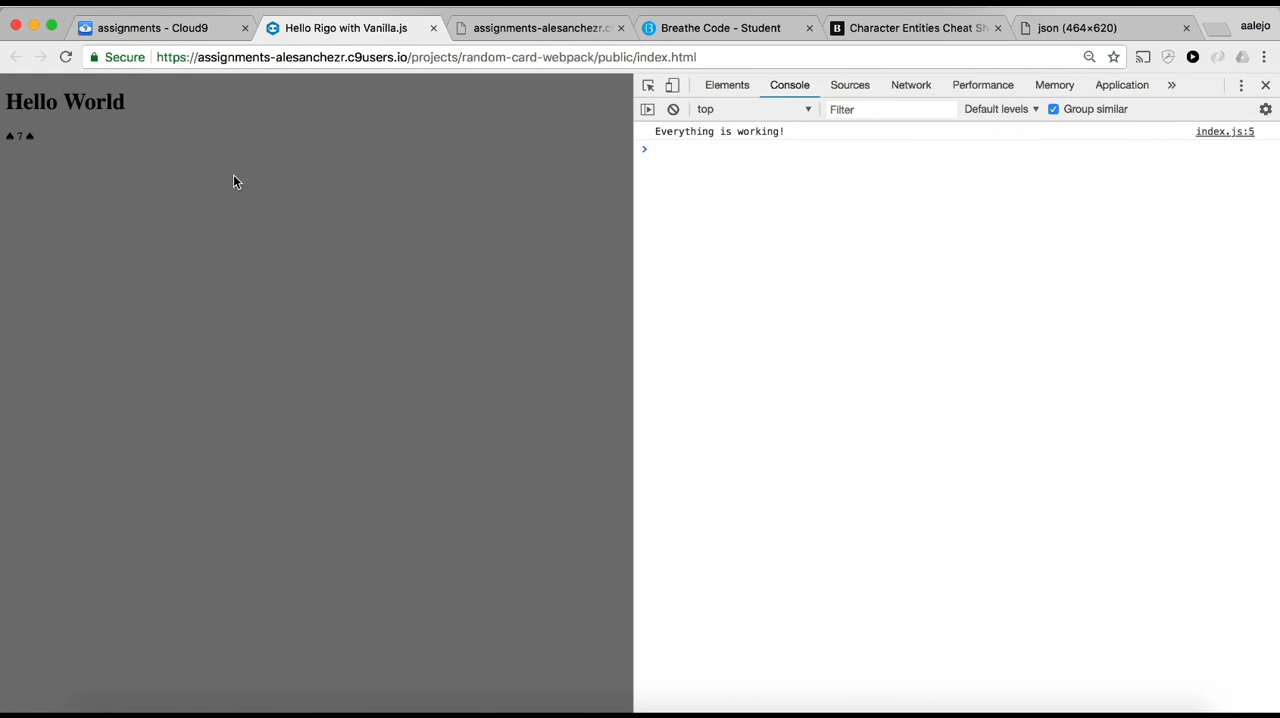 assignments - Cloud9
Hello Rigo with Vanilla.js
assignments-alesanchezr.c
Breathe Code - Student
Character Entities Cheat Sh
json (464×620)
aalejo
Secure
https://assignments-alesanchezr.c9users.io/projects/random-card-webpack/public/index.html
Elements
Console
Sources
Network
Performance
Memory
Application
»
top
Filter
Default levels
Group similar
Everything is working!
index.js:5
>
Hello World
♠ 7 ♠